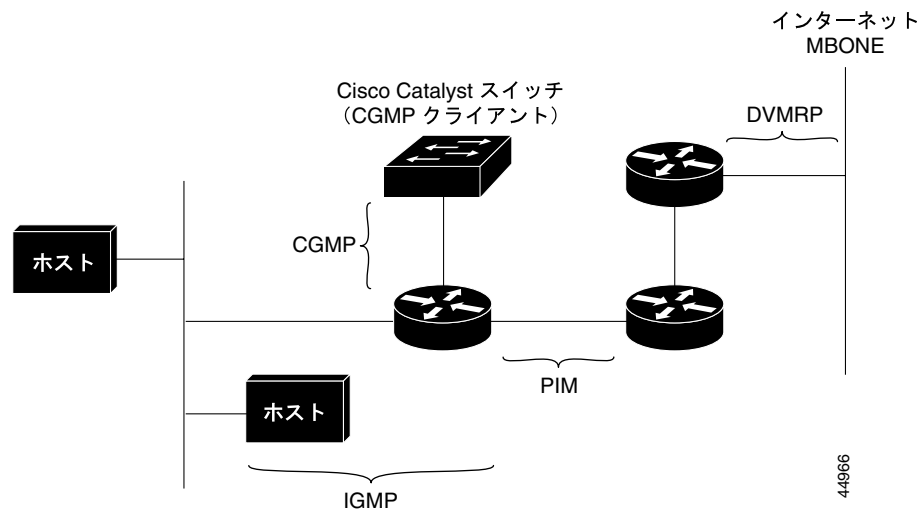 インターネット
MBONE
Cisco Catalyst スイッチ
（CGMP クライアント）
DVMRP
CGMP
ホスト
PIM
ホスト
IGMP
44966